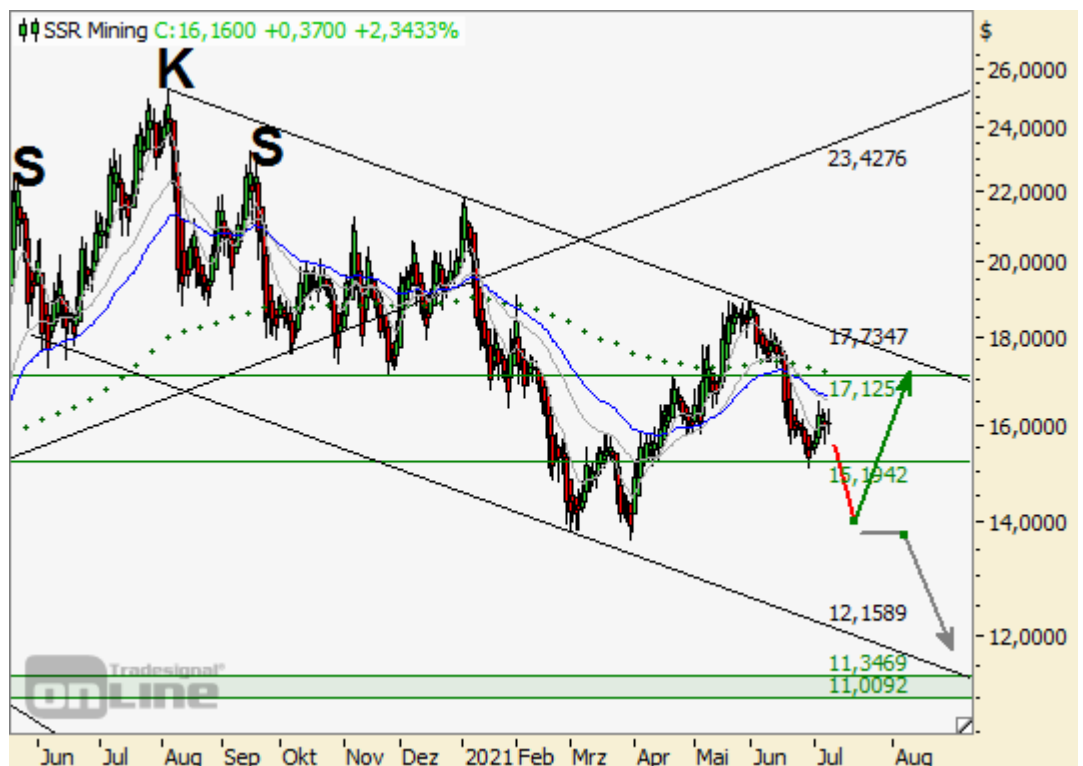 SSR Mining C:16,1600 +0,3700 +2,3433%
$
K
S
S
26,0000
24,0000
22,0000
20,0000
18,0000
16,0000
14,0000
12,0000
23,4276
17,7347
17,1254
15,1942
12,1589
11,3469
11,0092
Tradesignal®
onLine
Jun Jul Aug Sep Okt Nov Dez 2021 Feb Mrz Apr Mai Jun Jul Aug